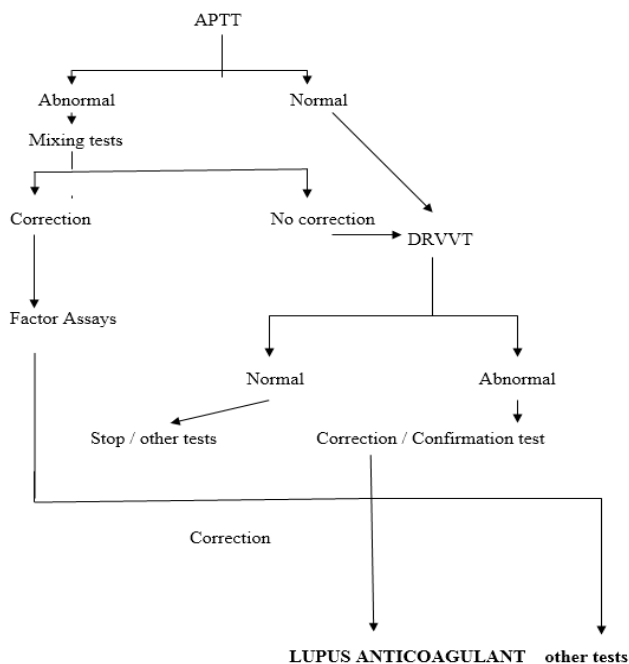 APTT
Abnormal
Normal
Mixing tests
Correction
No correction
DRVVT
Factor Assays
Normal
Abnormal
Stop / other tests
Correction / Confirmation test
Correction
LUPUS ANTICOAGULANT other tests